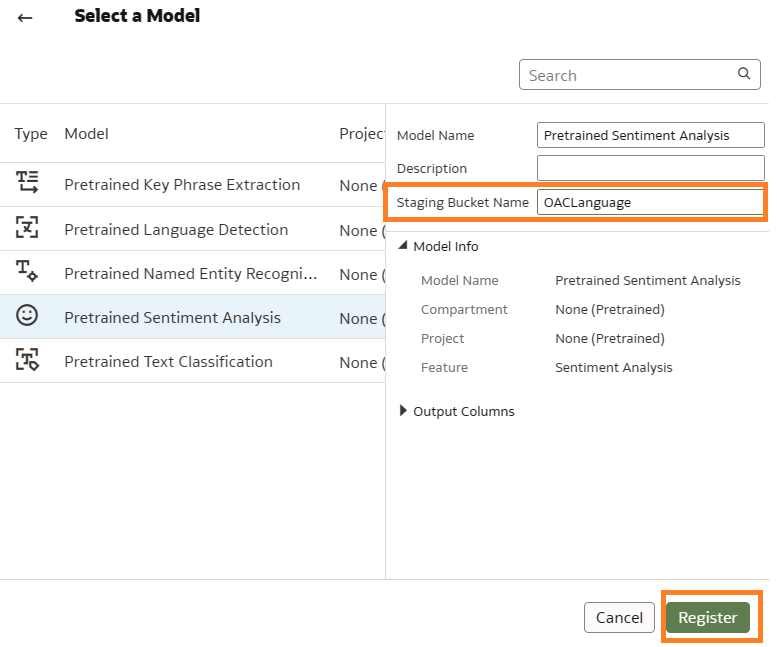 Select a Model
Search
Type Model Projec
Pretrained Key Phrase Extraction None (
Pretrained Language Detection None (
Pretrained Named Entity Recogni... None (
Pretrained Sentiment Analysis None (
Pretrained Text Classification None (
Model Name Pretrained Sentiment Analysis
Description
Staging Bucket Name OACLanguage
Model Info
Model Name Pretrained Sentiment Analysis
Compartment None (Pretrained)
Project None (Pretrained)
Feature Sentiment Analysis
Output Columns
Cancel Register